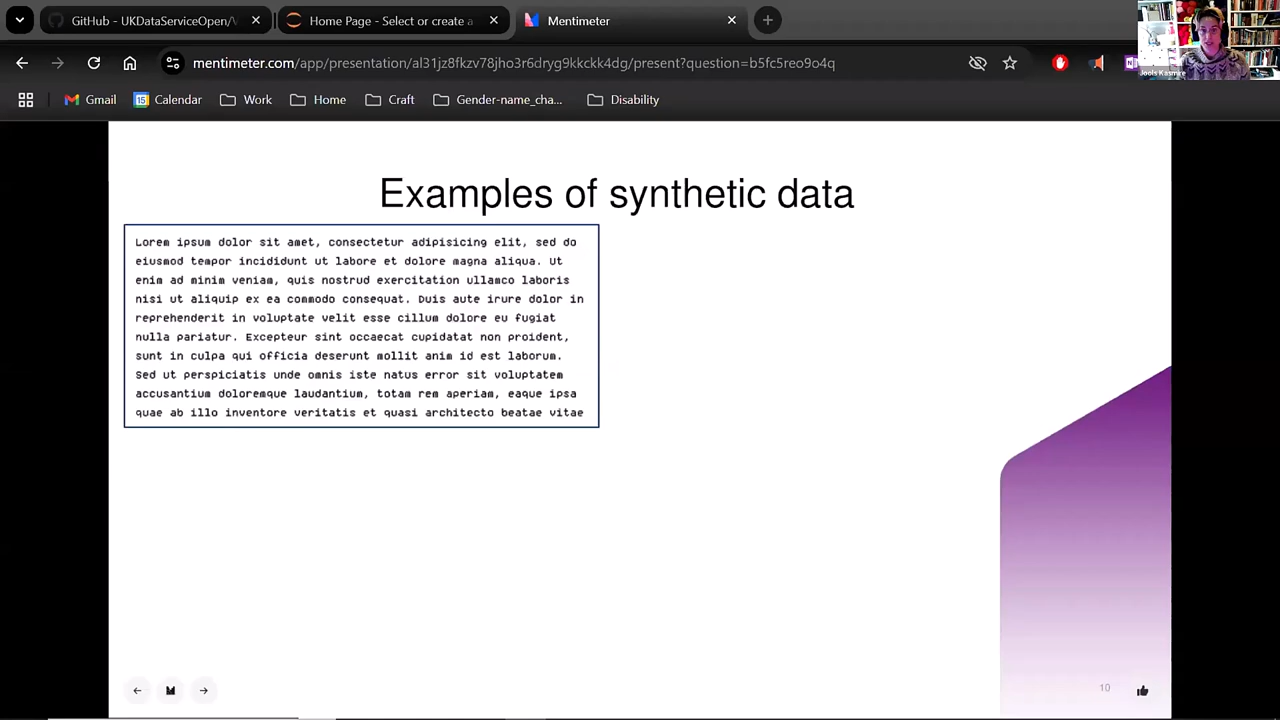 GitHub - UKDataServiceOpen/
Home Page - Select or create a
Mentimeter
mentimeter.com/app/presentation/al31jz8fkzv78jho3r6dryg9kkckk4dg/present?question=b5fc5reo9o4q
Gmail
Calendar
Work
Home
Craft
Gender-name_cha...
Disability
Jools Kasmire
Examples of synthetic data
Lorem ipsum dolor sit amet, consectetur adipisicing elit, sed do
eiusmod tempor incididunt ut labore et dolore magna aliqua. Ut
enim ad minim veniam, quis nostrud exercitation ullamco laboris
nisi ut aliquip ex ea commodo consequat. Duis aute irure dolor in
reprehenderit in voluptate velit esse cillum dolore eu fugiat
nulla pariatur. Excepteur sint occaecat cupidatat non proident,
sunt in culpa qui officia deserunt mollit anim id est laborum.
Sed ut perspiciatis unde omnis iste natus error sit voluptatem
accusantium doloremque laudantium, totam rem aperiam, eaque ipsa
quae ab illo inventore veritatis et quasi architecto beatae vitae
10